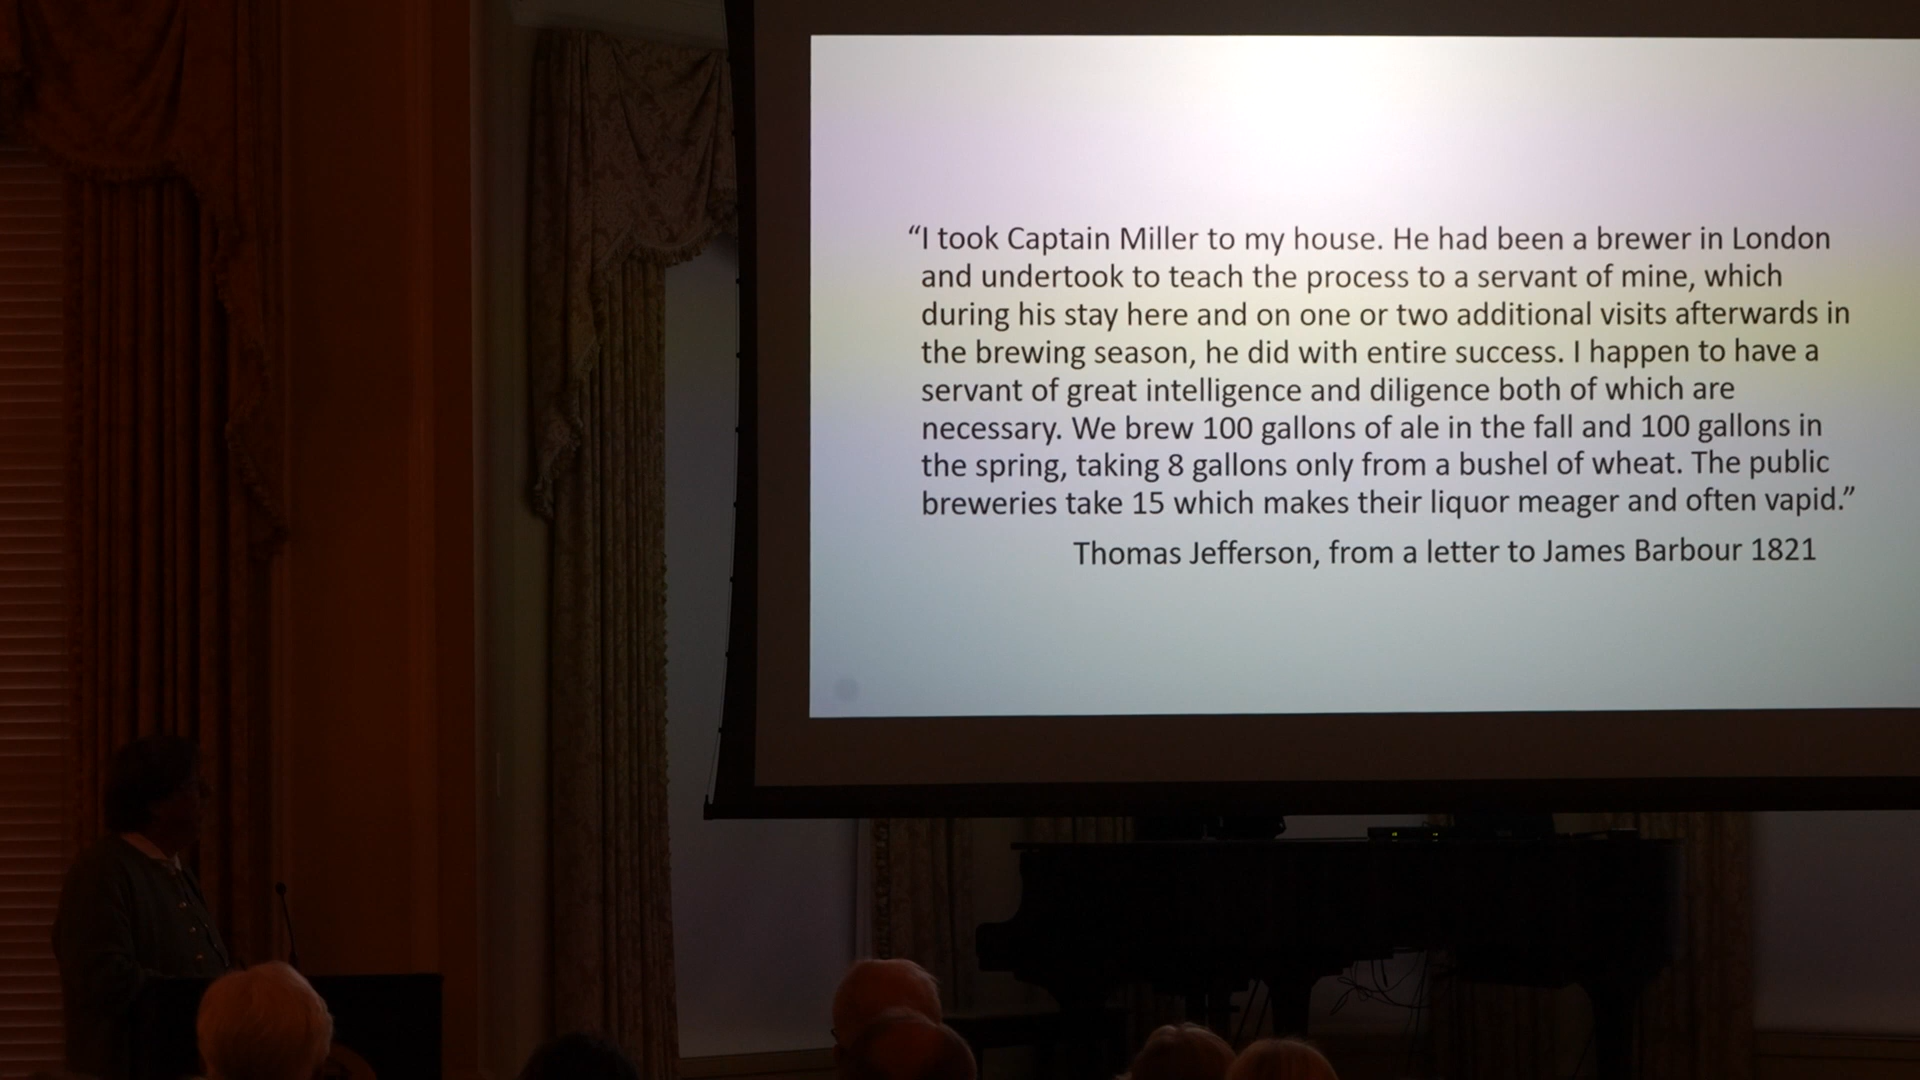 “I took Captain Miller to my house. He had been a brewer in London
and undertook to teach the process to a servant of mine, which
during his stay here and on one or two additional visits afterwards in
the brewing season, he did with entire success. I happen to have a
servant of great intelligence and diligence both of which are
necessary. We brew 100 gallons of ale in the fall and 100 gallons in
the spring, taking 8 gallons only from a bushel of wheat. The public
breweries take 15 which makes their liquor meager and often vapid.”
Thomas Jefferson, from a letter to James Barbour 1821